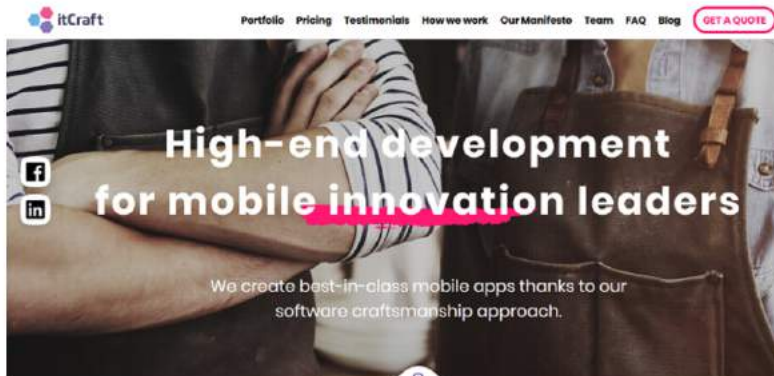 itCraft
Portfolio Pricing Testimonials How we work Our Manifesto Team FAQ Blog GET A QUOTE
High-end development
for mobile innovation leaders
We create best-in-class mobile apps thanks to our
software craftsmanship approach.